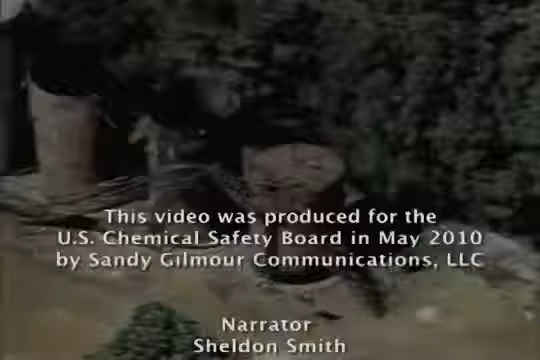 This video was produced for the
U.S. Chemical Safety Board in May 2010
by Sandy Gilmour Communications, LLC
Narrator
Sheldon Smith